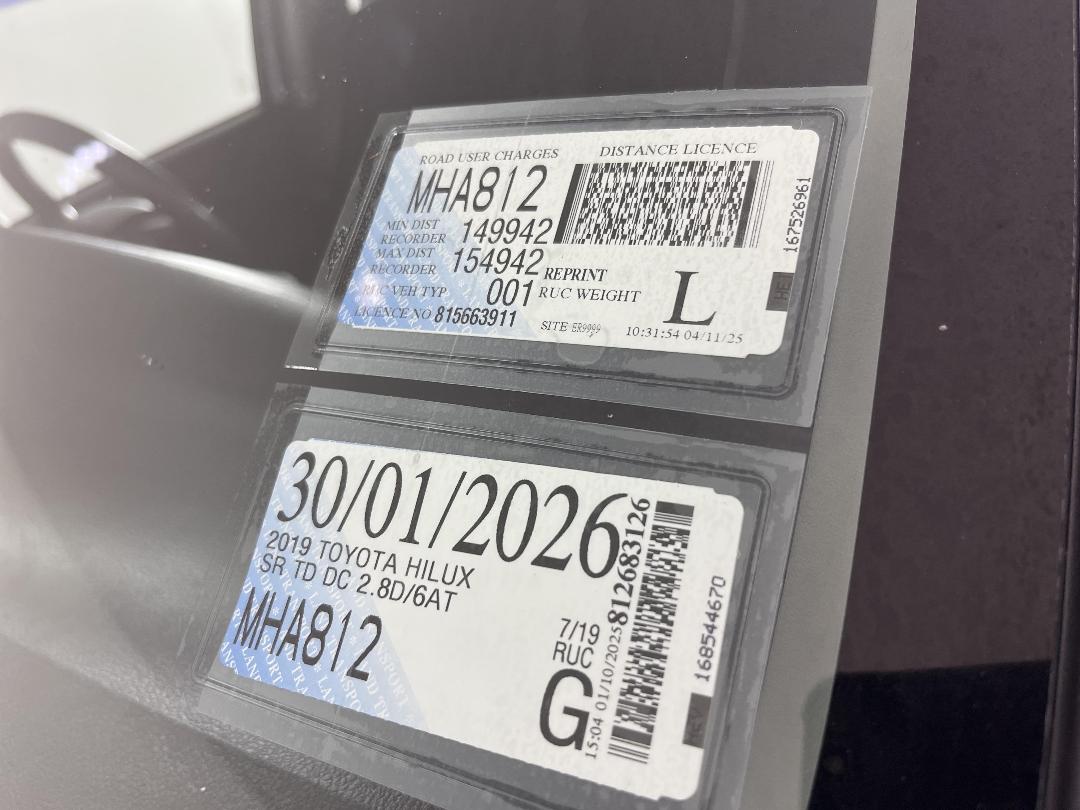 ROAD USER CHARGES
DISTANCE LICENCE
MHA812
MIN DIST
RECORDER 149942
MAX DIST
RECORDER 154942
REPRINT
RUC VEH TYP 001
RUC WEIGHT L
LICENCE NO 815663911
SITE ER9999
10:31:54 04/11/25
167526961
30/01/2026
2019 TOYOTA HILUX
SR TD DC 2.8D/6AT
MHA812
7/19
RUC
G
15:04 01/10/2025 812683126
168544670